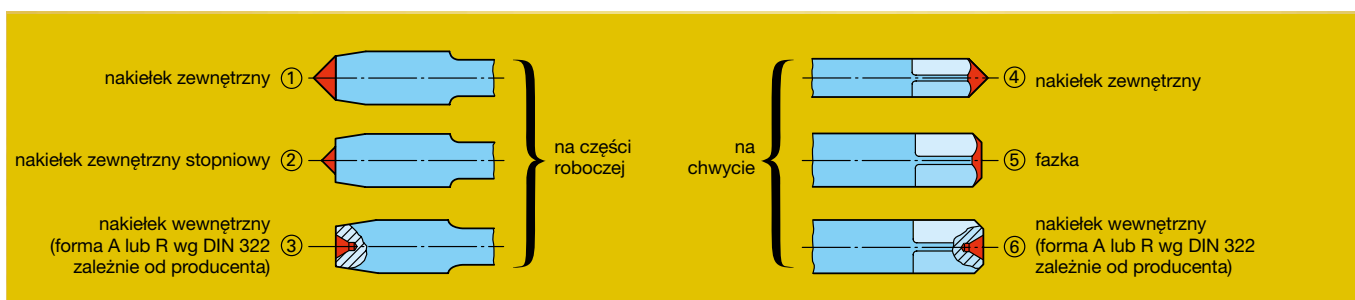 nakiełek zewnętrzny ①
nakiełek zewnętrzny stopniowy ②
nakiełek wewnętrzny
(forma A lub R wg DIN 322 ③
zależnie od producenta)
na części
roboczej
na
chwycie
④ nakiełek zewnętrzny
⑤ fazka
nakiełek wewnętrzny
⑥ (forma A lub R wg DIN 322
zależnie od producenta)